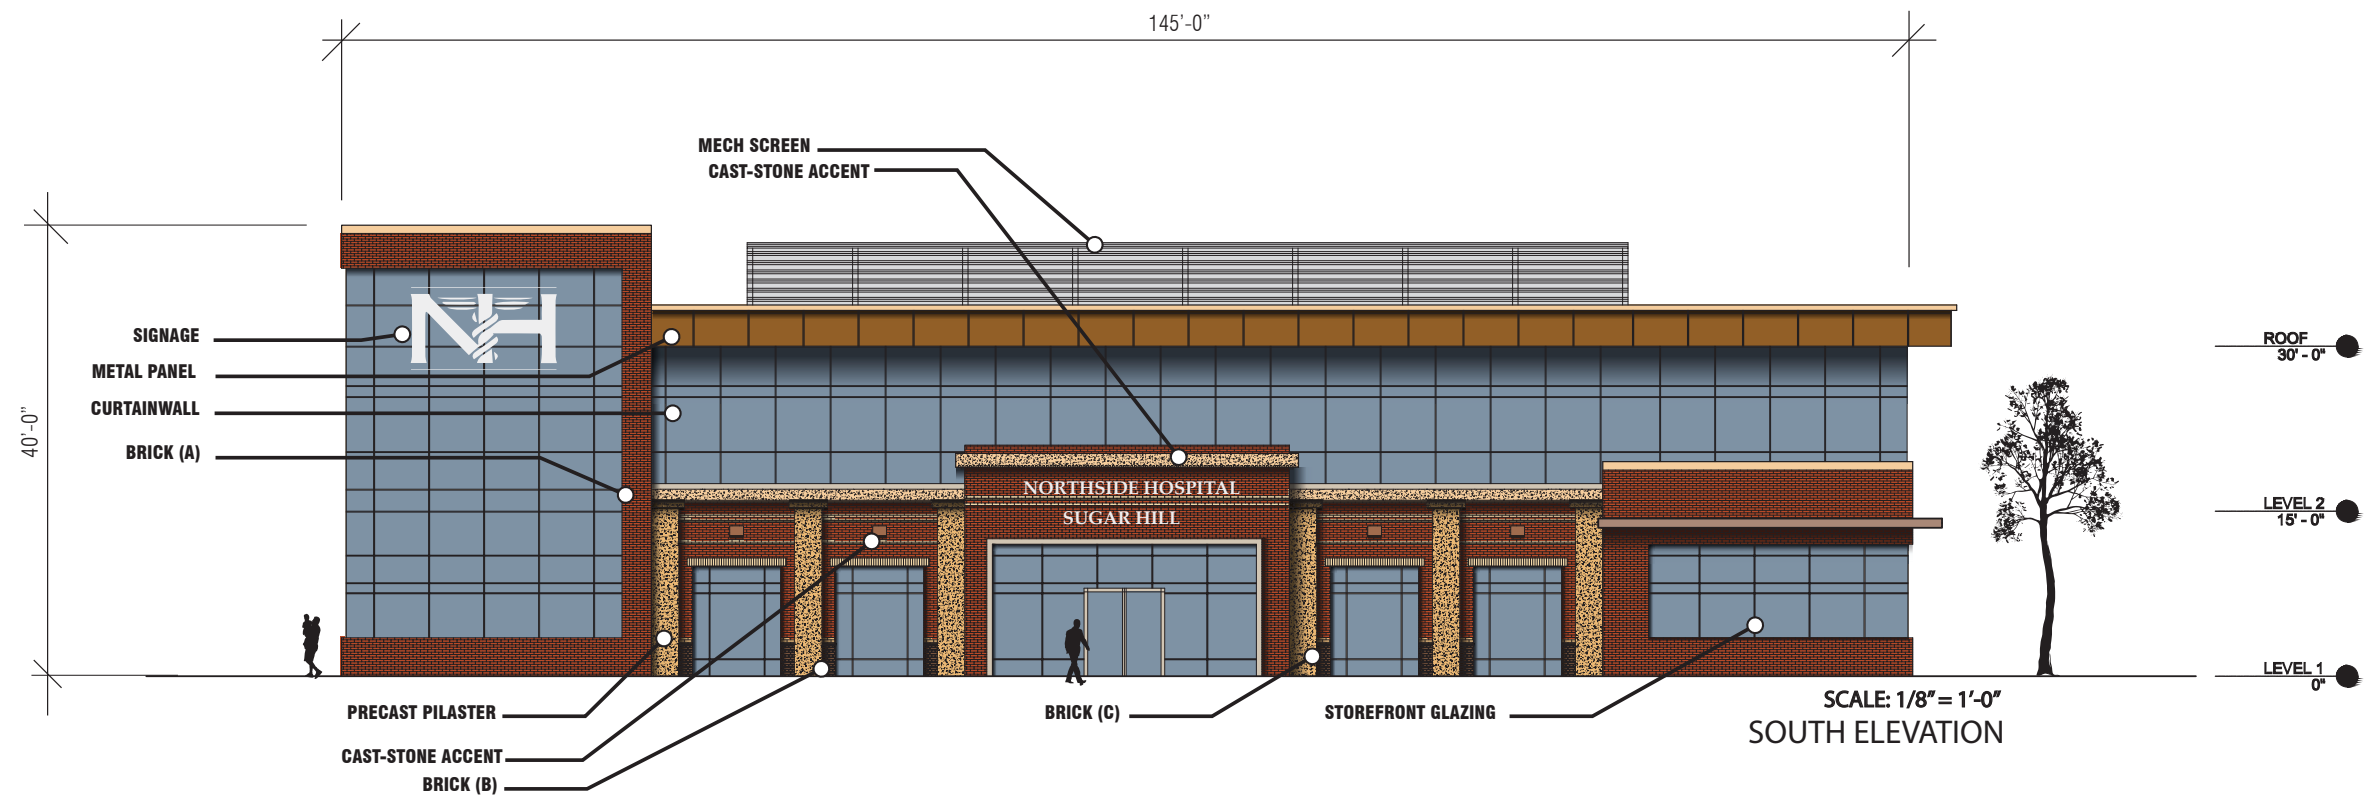 145’-0”
MECH SCREEN
CAST-STONE ACCENT
NH
SIGNAGE
METAL PANEL
CURTAINWALL
BRICK (A)
40’-0”
ROOF
30' - 0"
LEVEL 2
15' - 0"
LEVEL 1
0"
NORTHSIDE HOSPITAL
SUGAR HILL
PRECAST PILASTER
CAST-STONE ACCENT
BRICK (B)
BRICK (C)
STOREFRONT GLAZING
SCALE: 1/8” = 1’-0”
SOUTH ELEVATION